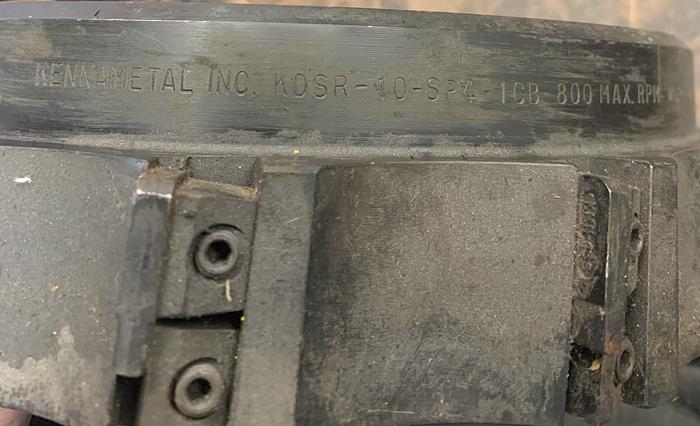 KENNAMETAL INC. KDSR-10-SP4-1CB 800 MAX. RPM